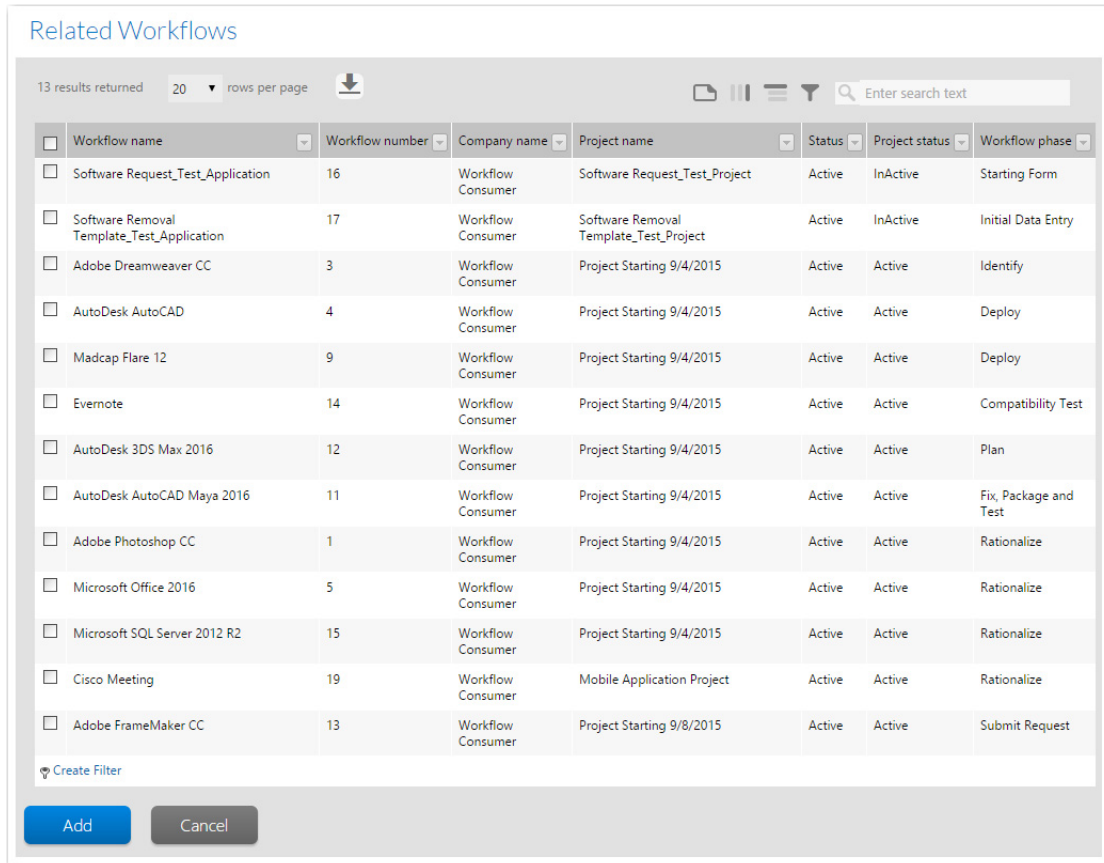 Related Workflows
13 results returned 20 rows per page Enter search text
Workflow name Workflow number Company name Project name Status Project status Workflow phase
Software Request_Test_Application 16 Workflow Consumer Software Request_Test_Project Active InActive Starting Form
Software Removal Template_Test_Application 17 Workflow Consumer Software Removal Template_Test_Project Active InActive Initial Data Entry
Adobe Dreamweaver CC 3 Workflow Consumer Project Starting 9/4/2015 Active Active Identify
AutoDesk AutoCAD 4 Workflow Consumer Project Starting 9/4/2015 Active Active Deploy
Madcap Flare 12 9 Workflow Consumer Project Starting 9/4/2015 Active Active Deploy
Evernote 14 Workflow Consumer Project Starting 9/4/2015 Active Active Compatibility Test
AutoDesk 3DS Max 2016 12 Workflow Consumer Project Starting 9/4/2015 Active Active Plan
AutoDesk AutoCAD Maya 2016 11 Workflow Consumer Project Starting 9/4/2015 Active Active Fix, Package and Test
Adobe Photoshop CC 1 Workflow Consumer Project Starting 9/4/2015 Active Active Rationalize
Microsoft Office 2016 5 Workflow Consumer Project Starting 9/4/2015 Active Active Rationalize
Microsoft SQL Server 2012 R2 15 Workflow Consumer Project Starting 9/4/2015 Active Active Rationalize
Cisco Meeting 19 Workflow Consumer Mobile Application Project Active Active Rationalize
Adobe FrameMaker CC 13 Workflow Consumer Project Starting 9/8/2015 Active Active Submit Request
Create Filter
Add Cancel